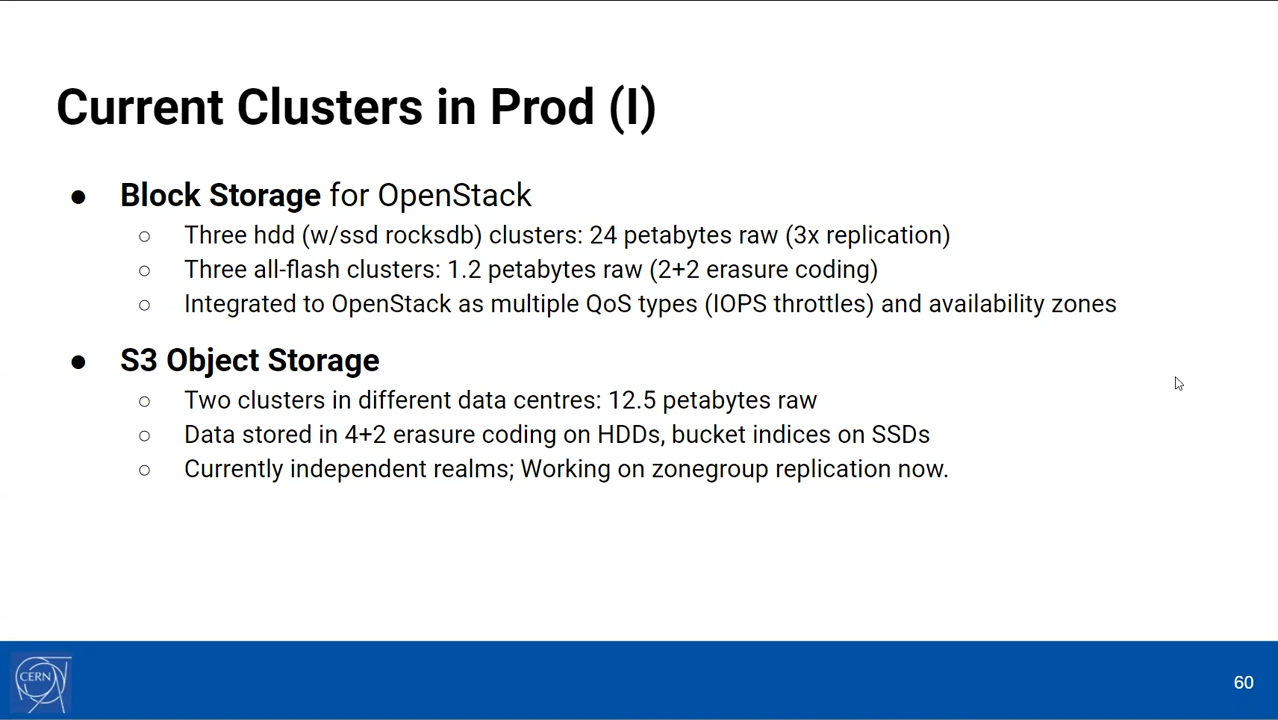 Current Clusters in Prod (I)
● Block Storage for OpenStack
○ Three hdd (w/ssd rocksdb) clusters: 24 petabytes raw (3x replication)
○ Three all-flash clusters: 1.2 petabytes raw (2+2 erasure coding)
○ Integrated to OpenStack as multiple QoS types (IOPS throttles) and availability zones
● S3 Object Storage
○ Two clusters in different data centres: 12.5 petabytes raw
○ Data stored in 4+2 erasure coding on HDDs, bucket indices on SSDs
○ Currently independent realms; Working on zonegroup replication now.
CERN
60